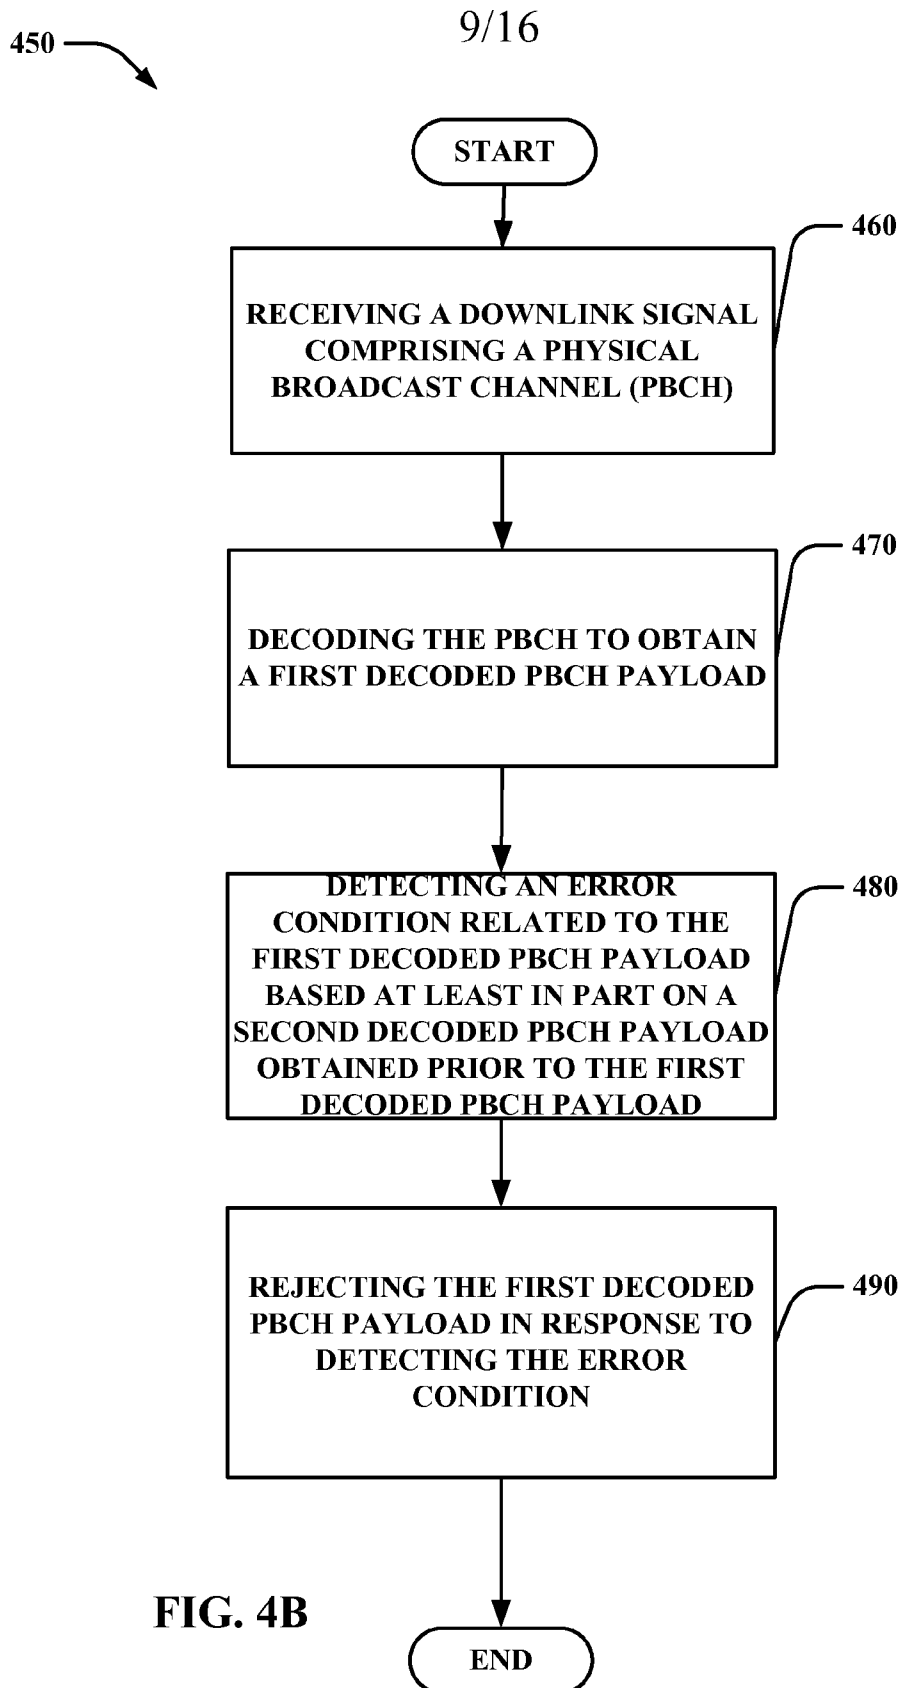 9/16
450
START
460
RECEIVING A DOWNLINK SIGNAL
COMPRISING A PHYSICAL
BROADCAST CHANNEL (PBCH)
470
DECODING THE PBCH TO OBTAIN
A FIRST DECODED PBCH PAYLOAD
480
DETECTING AN ERROR
CONDITION RELATED TO THE
FIRST DECODED PBCH PAYLOAD
BASED AT LEAST IN PART ON A
SECOND DECODED PBCH PAYLOAD
OBTAINED PRIOR TO THE FIRST
DECODED PBCH PAYLOAD
490
REJECTING THE FIRST DECODED
PBCH PAYLOAD IN RESPONSE TO
DETECTING THE ERROR
CONDITION
FIG. 4B
END